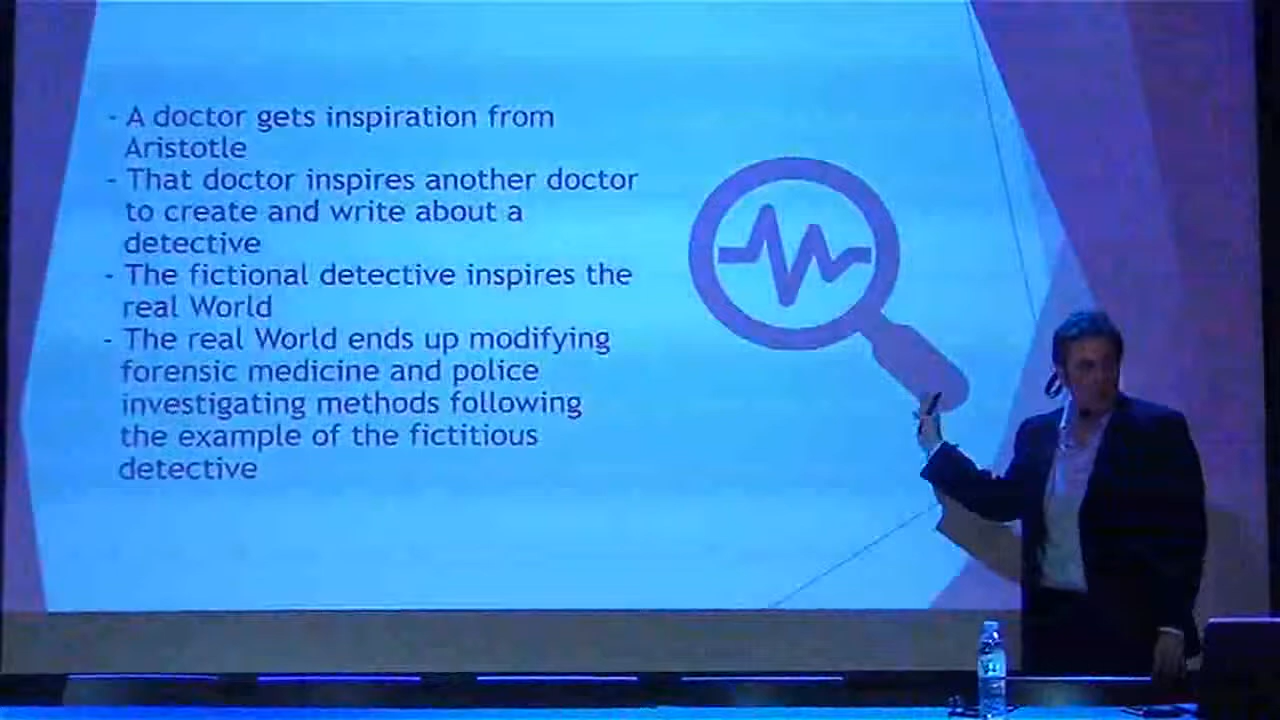 - A doctor gets inspiration from
Aristotle
- That doctor inspires another doctor
to create and write about a
detective
- The fictional detective inspires the
real World
- The real World ends up modifying
forensic medicine and police
investigating methods following
the example of the fictitious
detective